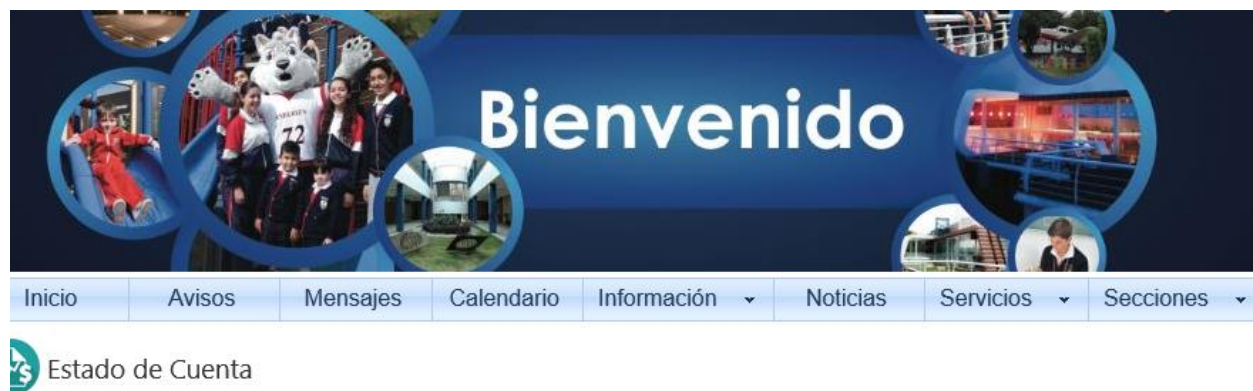 Bienvenido
72
Inicio Avisos Mensajes Calendario Información Noticias Servicios Secciones
Estado de Cuenta